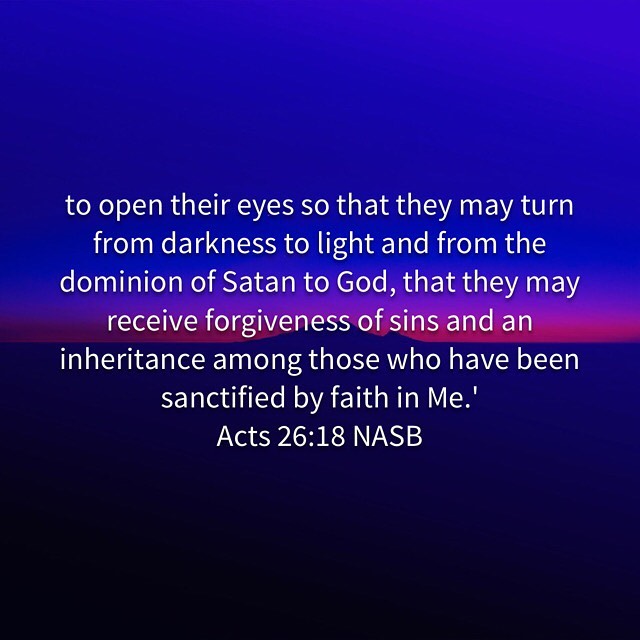 to open their eyes so that they may turn
from darkness to light and from the
dominion of Satan to God, that they may
receive forgiveness of sins and an
inheritance among those who have been
sanctified by faith in Me.'
Acts 26:18 NASB